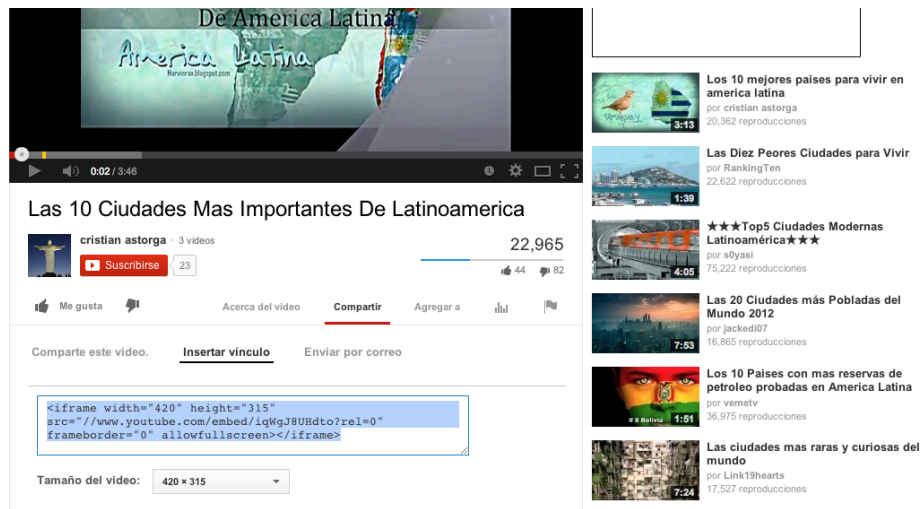 De America Latina
America Latina
Marvinrax.blogspot.com
0:02 / 3:46
Las 10 Ciudades Mas Importantes De Latinoamerica
cristian astorga · 3 videos
Suscribirse 23
22,965
44 82
Me gusta
Acerca del video Compartir Agregar a
Comparte este video. Insertar vínculo Enviar por correo
<iframe width="420" height="315"
src="//www.youtube.com/embed/iqWgJ8UHdto?rel=0"
frameborder="0" allowfullscreen></iframe>
Tamaño del video: 420 × 315
Uruguay
3:13
Los 10 mejores paises para vivir en
america latina
por cristian astorga
20,362 reproducciones
1:39
Las Diez Peores Ciudades para Vivir
por RankingTen
22,622 reproducciones
4:05
★★★Top5 Ciudades Modernas
Latinoamérica★★★
por s0yasi
75,222 reproducciones
7:53
Las 20 Ciudades más Pobladas del
Mundo 2012
por jackedi07
16,865 reproducciones
# 8 Bolivia 1:51
Los 10 Paises con mas reservas de
petroleo probadas en America Latina
por vemetv
36,975 reproducciones
7:24
Las ciudades mas raras y curiosas del
mundo
por Link19hearts
17,527 reproducciones